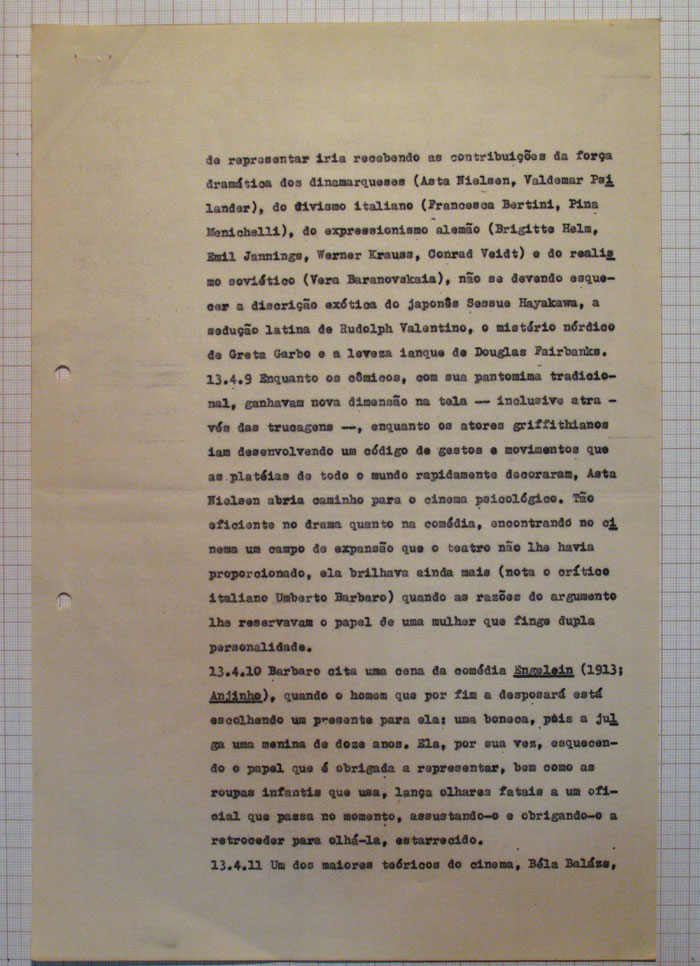 de representar iria recebendo as contribuições da força
dramática dos dinamarqueses (Asta Nielsen, Valdemar Psi
lander), do divismo italiano (Francesca Bertini, Pina
Menichelli), do expressionismo alemão (Brigitte Helm,
Emil Jannings, Werner Krauss, Conrad Veidt) e do realis
mo soviético (Vera Baranovskaia), não se devendo esque-
cer a discrição exótica do japonês Sessue Hayakawa, a
sedução latina de Rudolph Valentino, o mistério nórdico
de Greta Garbo e a leveza ianque de Douglas Fairbanks.
13.4.9 Enquanto os cômicos, com sua pantomima tradicio-
nal, ganhavam nova dimensão na tela — inclusive atra -
vés das trucagens —, enquanto os atores griffithianos
iam desenvolvendo um código de gestos e movimentos que
as platéias de todo o mundo rapidamente decoraram, Asta
Nielsen abria caminho para o cinema psicológico. Tão
eficiente no drama quanto na comédia, encontrando no ci
nema um campo de expansão que o teatro não lhe havia
proporcionado, ela brilhava ainda mais (nota o crítico
italiano Umberto Barbaro) quando as razões do argumento
lhe reservavam o papel de uma mulher que finge dupla
personalidade.
13.4.10 Barbaro cita uma cena da comédia Engelein (1913;
Anjinho), quando o homem que por fim a desposará está
escolhendo um presente para ela: uma boneca, pois a jul
ga uma menina de doze anos. Ela, por sua vez, esquecen-
do o papel que é obrigada a representar, bem como as
roupas infantis que usa, lança olhares fatais a um ofi-
cial que passa no momento, assustando-o e obrigando-o a
retroceder para olhá-la, estarrecido.
13.4.11 Um dos maiores teóricos do cinema, Béla Balázs,